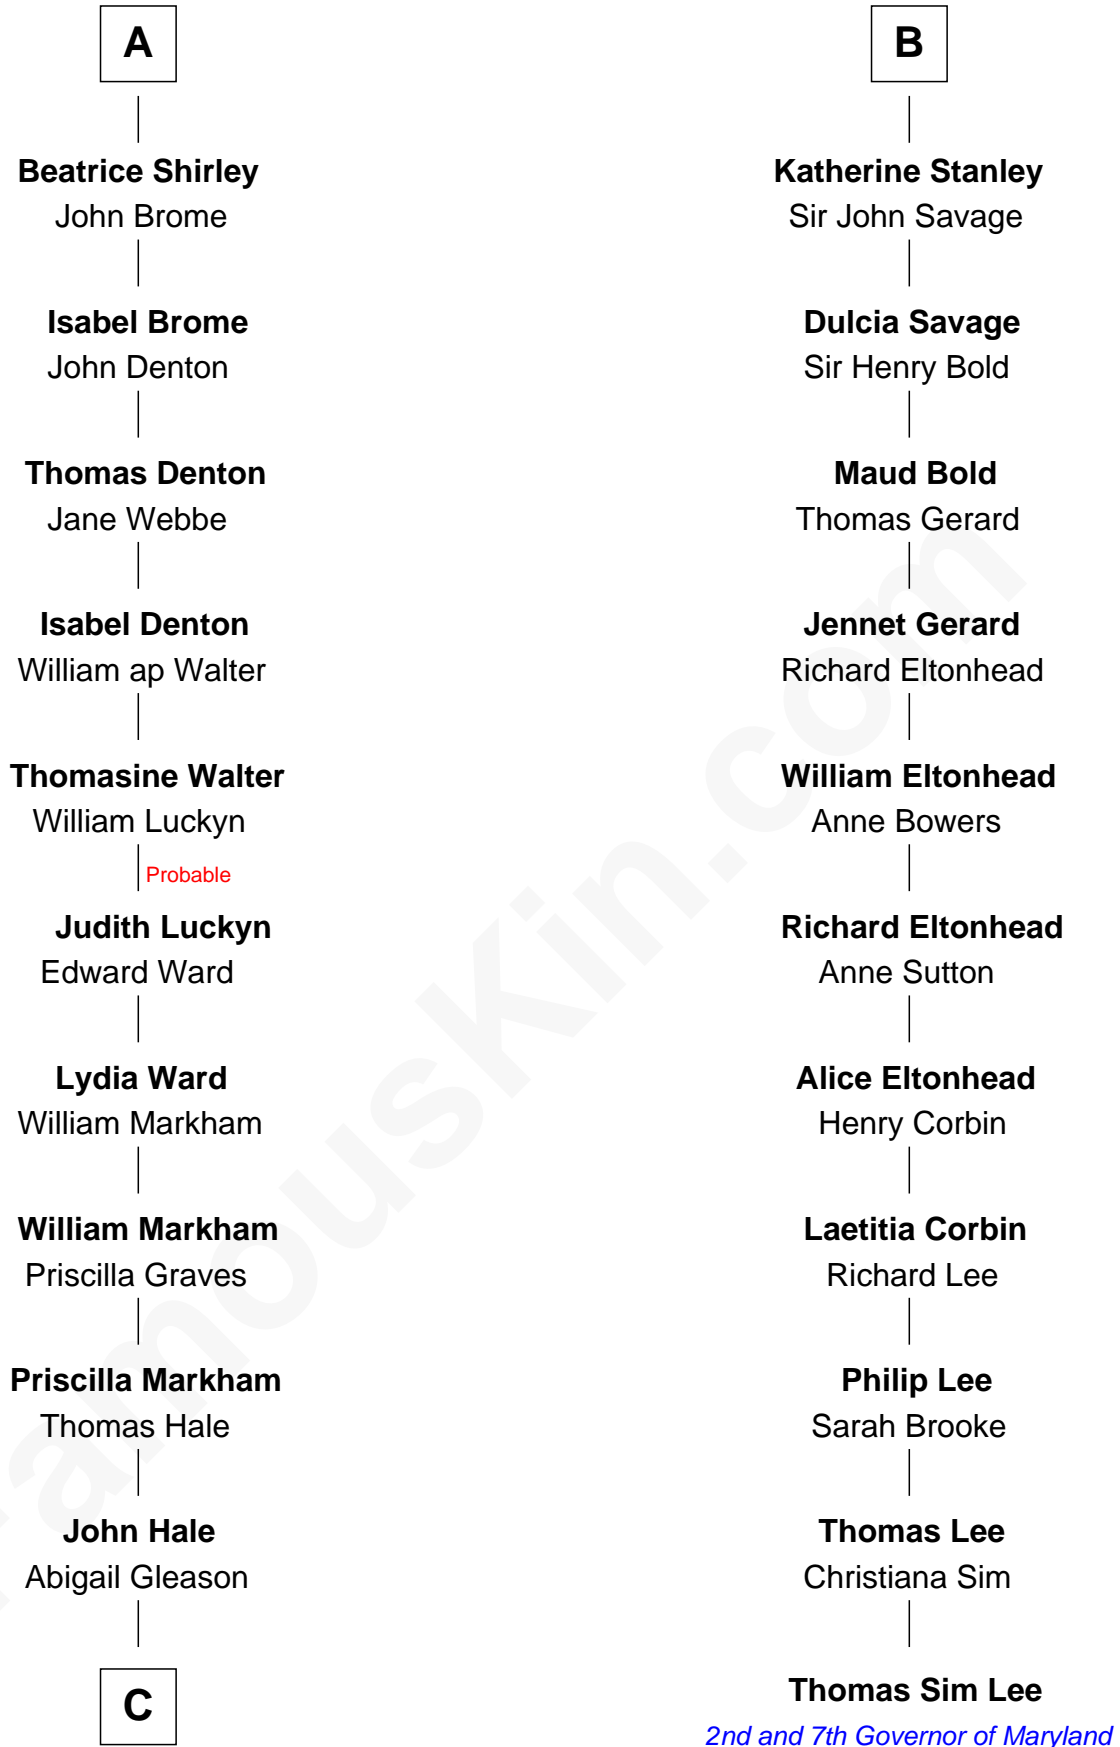 A
Beatrice Shirley
John Brome
Isabel Brome
John Denton
Thomas Denton
Jane Webbe
Isabel Denton
William ap Walter
Thomasine Walter
William Luckyn
Probable
Judith Luckyn
Edward Ward
Lydia Ward
William Markham
William Markham
Priscilla Graves
Priscilla Markham
Thomas Hale
John Hale
Abigail Gleason
C
B
Katherine Stanley
Sir John Savage
Dulcia Savage
Sir Henry Bold
Maud Bold
Thomas Gerard
Jennet Gerard
Richard Eltonhead
William Eltonhead
Anne Bowers
Richard Eltonhead
Anne Sutton
Alice Eltonhead
Henry Corbin
Laetitia Corbin
Richard Lee
Philip Lee
Sarah Brooke
Thomas Lee
Christiana Sim
Thomas Sim Lee
2nd and 7th Governor of Maryland
FamousKin.com